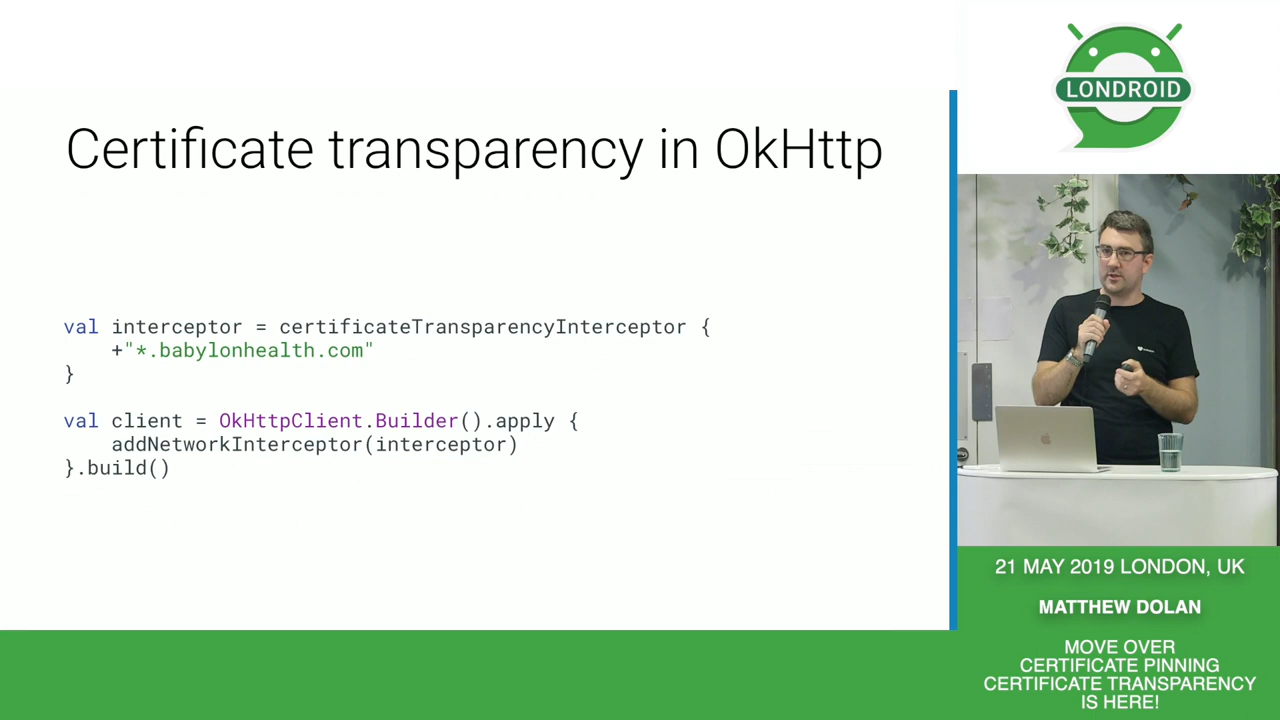 Certificate transparency in OkHttp
val interceptor = certificateTransparencyInterceptor {
    +"*.babylonhealth.com"
}
val client = OkHttpClient.Builder().apply {
    addNetworkInterceptor(interceptor)
}.build()
LONDROID
21 MAY 2019 LONDON, UK
MATTHEW DOLAN
MOVE OVER
CERTIFICATE PINNING
CERTIFICATE TRANSPARENCY
IS HERE!